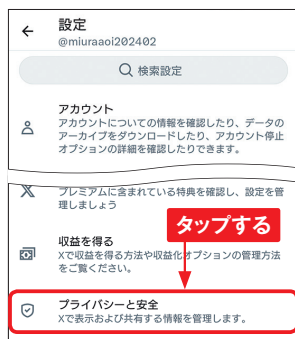 設定
@miuraaoi202402
検索設定
アカウント
アカウントについての情報を確認したり、データの
アーカイブをダウンロードしたり、アカウント停止
オプションの詳細を確認したりできます。
プレミアムに含まれている特典を確認し、設定を管
理しましょう
タップする
収益を得る
Xで収益を得る方法や収益化オプションの管理方法
をご覧ください。
プライバシーと安全
Xで表示および共有する情報を管理します。